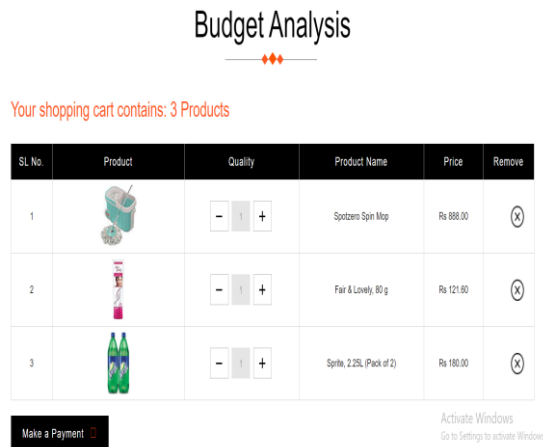 Budget Analysis
Your shopping cart contains: 3 Products
SL No. Product Quality Product Name Price Remove
1 − 1 + Spotzero Spin Mop Rs 888.00
2 − 1 + Fair & Lovely, 80 g Rs 121.60
3 − 1 + Sprite, 2.25L (Pack of 2) Rs 180.00
Make a Payment
Activate Windows
Go to Settings to activate Window